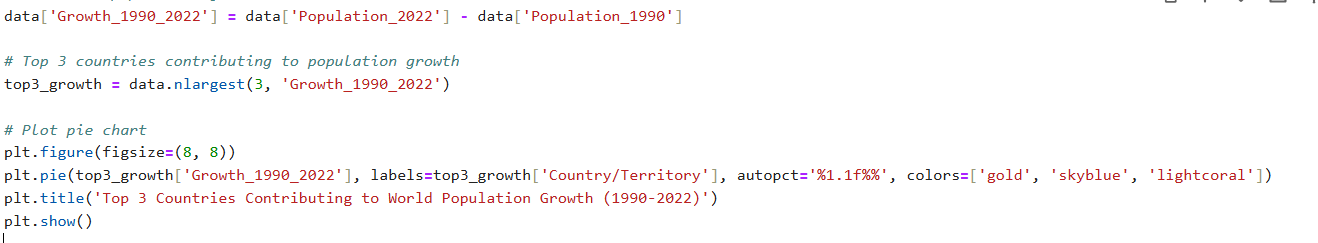 data['Growth_1990_2022'] = data['Population_2022'] - data['Population_1990']
# Top 3 countries contributing to population growth
top3_growth = data.nlargest(3, 'Growth_1990_2022')
# Plot pie chart
plt.figure(figsize=(8, 8))
plt.pie(top3_growth['Growth_1990_2022'], labels=top3_growth['Country/Territory'], autopct='%1.1f%%', colors=['gold', 'skyblue', 'lightcoral'])
plt.title('Top 3 Countries Contributing to World Population Growth (1990-2022)')
plt.show()